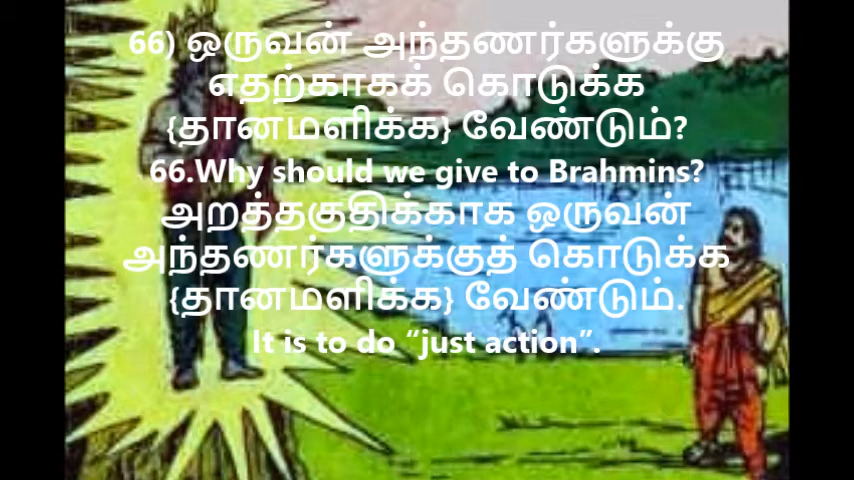 66) ஒருவன் அந்தணர்களுக்கு
எதற்காகக் கொடுக்க
{தானமளிக்க} வேண்டும்?
66.Why should we give to Brahmins?
அறத்தகுதிக்காக ஒருவன்
அந்தணர்களுக்குத் கொடுக்க
{தானமளிக்க} வேண்டும்.
It is to do “just action”.